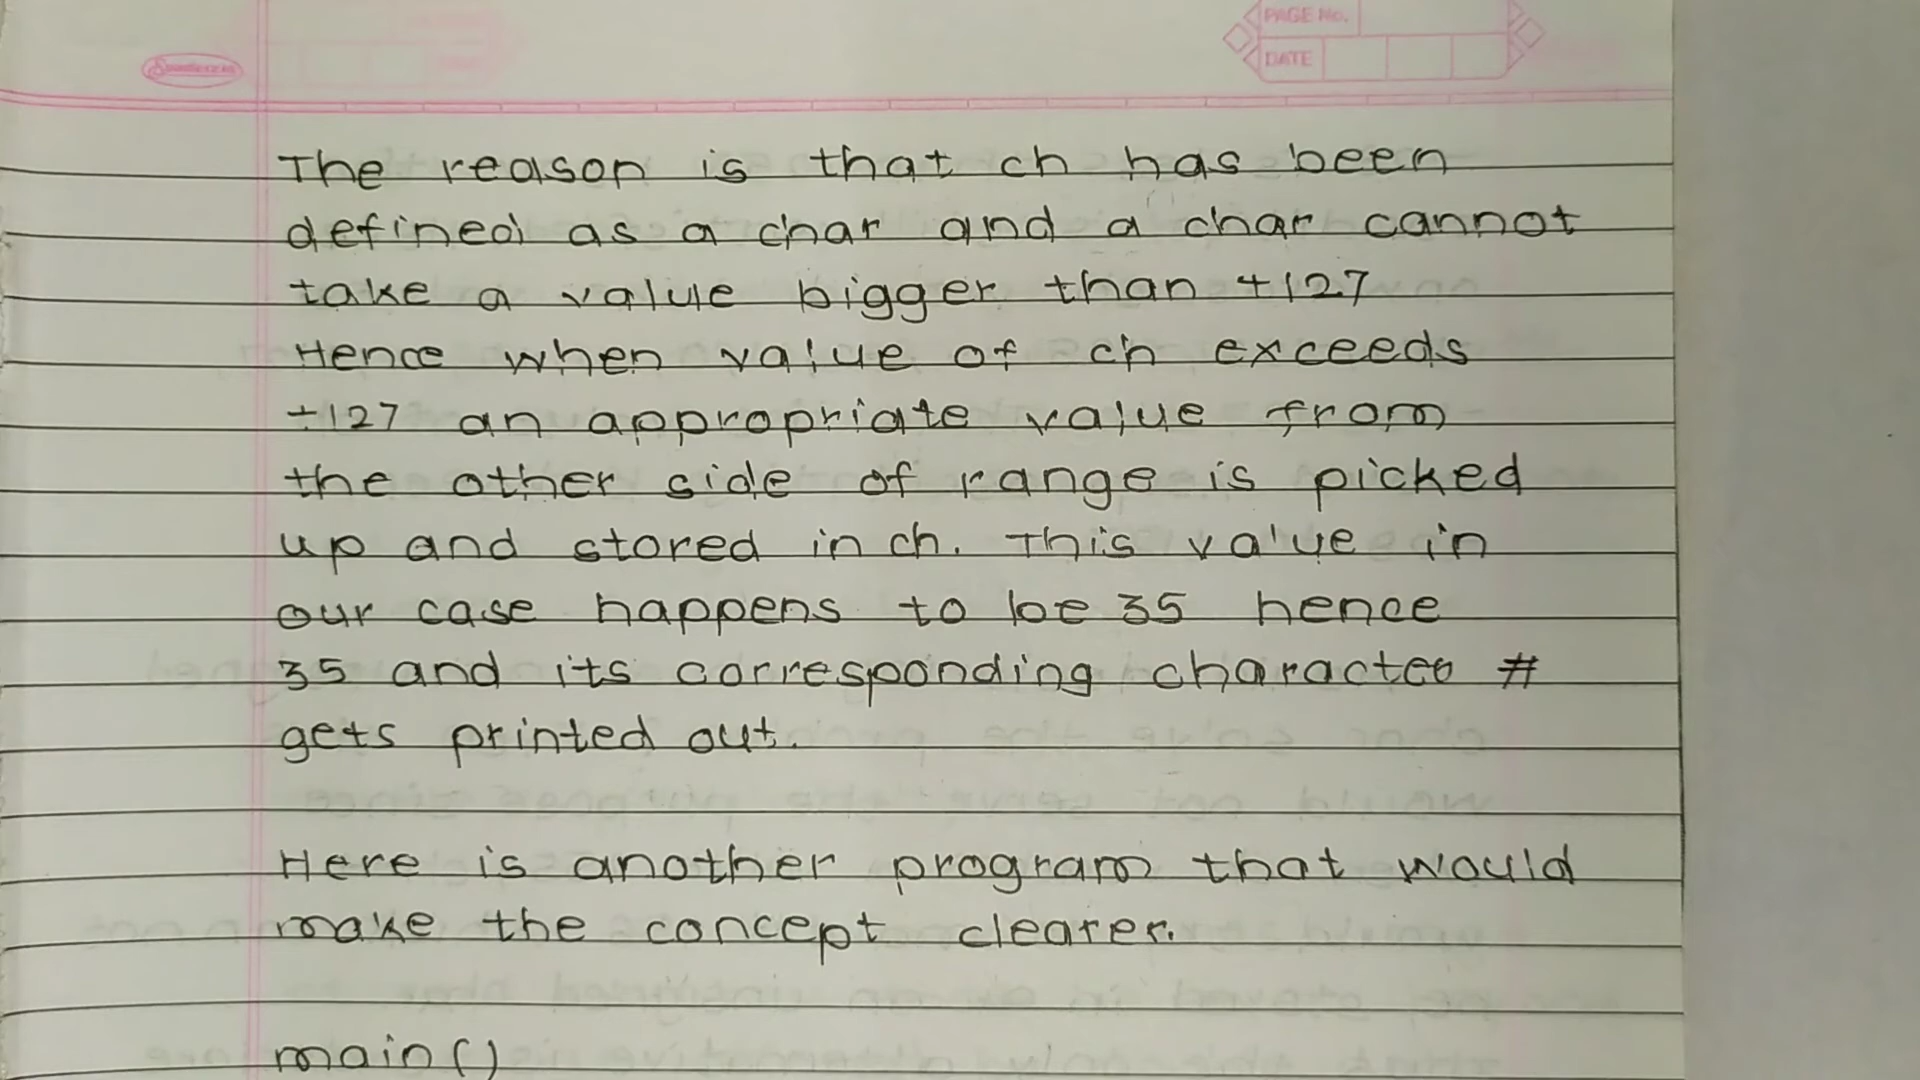 PAGE No.
DATE
The reason is that ch has been
defined as a char and a char cannot
take a value bigger than +127
Hence when value of ch exceeds
+127 an appropriate value from
the other side of range is picked
up and stored in ch. This value in
our case happens to be 35 hence
35 and its corresponding character #
gets printed out.
Here is another program that would
make the concept clearer.
main()